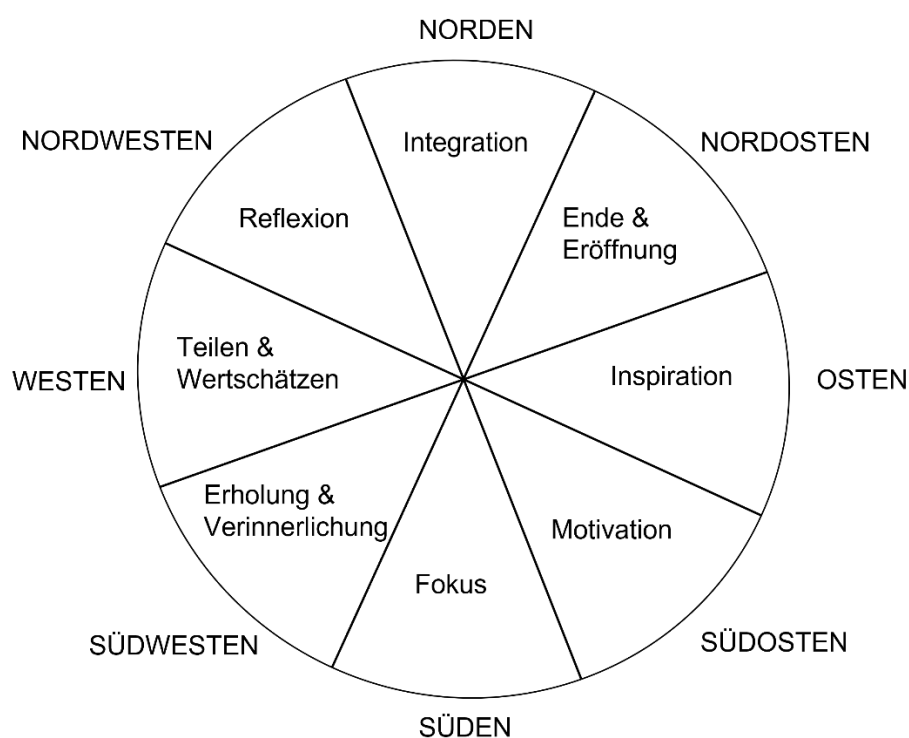 NORDEN
NORDWESTEN
NORDOSTEN
Integration
Reflexion
Ende &
Eröffnung
Teilen &
Wertschätzen
WESTEN
Inspiration
OSTEN
Erholung &
Verinnerlichung
Motivation
Fokus
SÜDWESTEN
SÜDOSTEN
SÜDEN